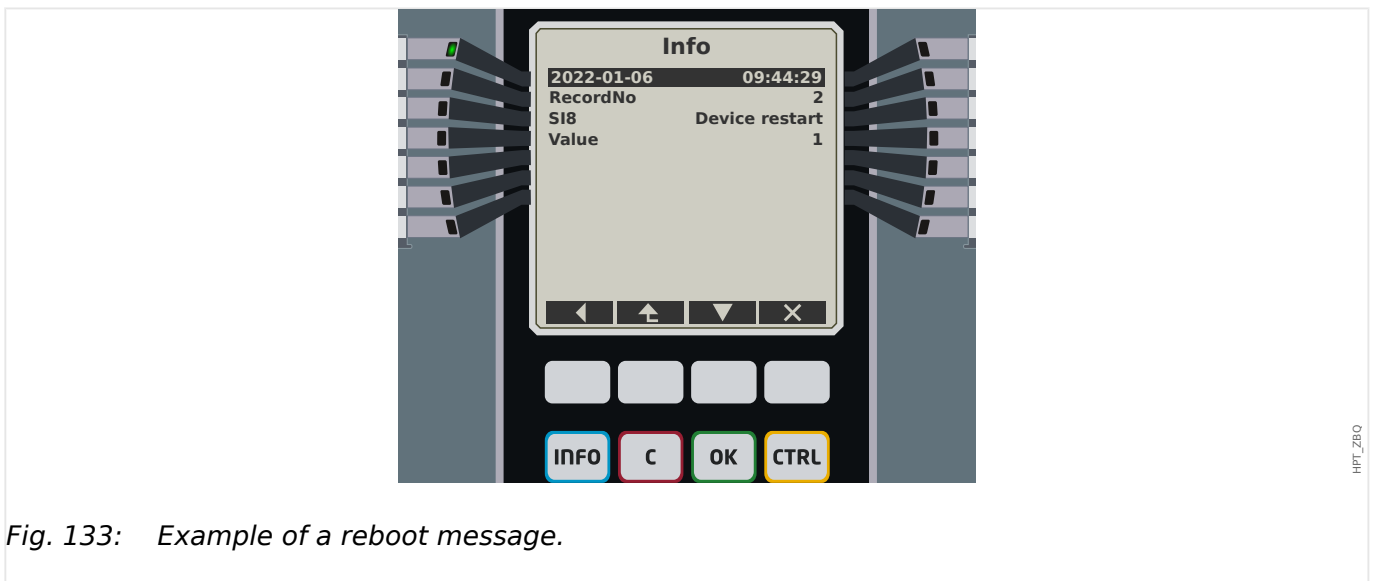 Info
2022-01-06 09:44:29
RecordNo 2
SI8 Device restart
Value 1
INFO C OK CTRL
HPT_ZBQ
Fig. 133: Example of a reboot message.